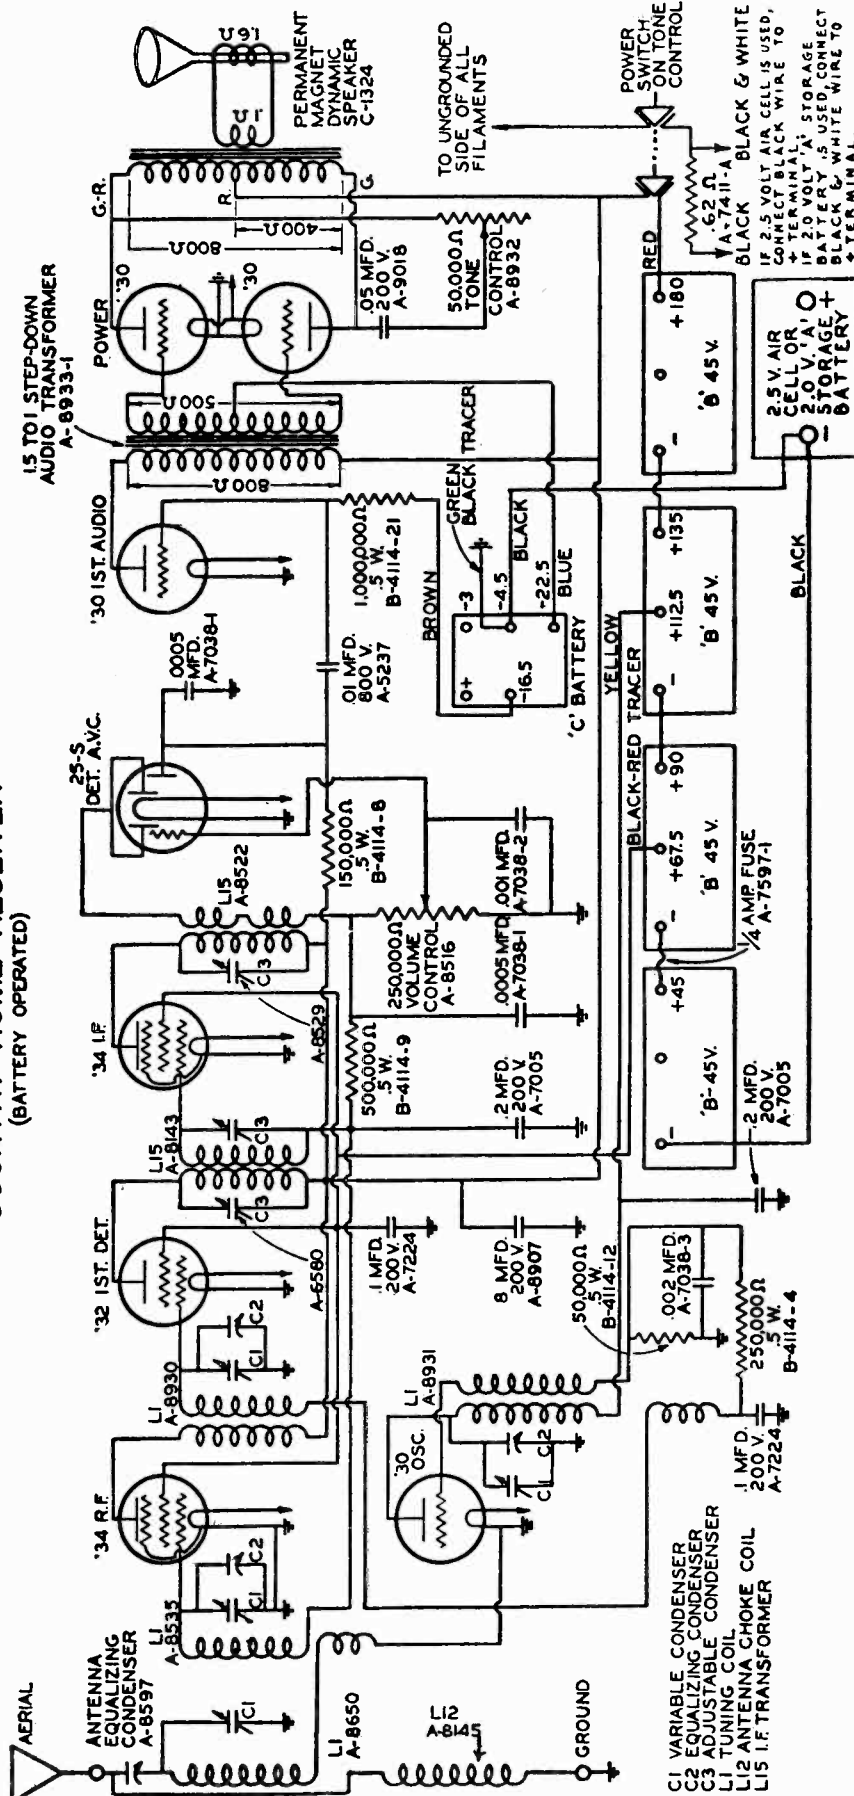 (BATTERY OPERATED)
AERIAL
ANTENNA
EQUALIZING
CONDENSER
A-8597
C1
L1
A-8650
L12
A-8145
GROUND
L1
A-8535
C1
C2
'34 R.F.
L1
A-8930
C1
C2
'32 1ST. DET.
C3
A-6580
L15
A-8143
C3
'34 I.F.
C3
A-8529
L15
A-8522
25-S
DET. A.V.C.
.0005
MFD.
A-7038-1
'30 1ST. AUDIO
1.5 TO 1 STEP-DOWN
AUDIO TRANSFORMER
A-8933-1
800Ω
500Ω
POWER
'30
'30
G.-R.
R.
G.
800Ω
400Ω
1Ω
1.6Ω
PERMANENT
MAGNET
DYNAMIC
SPEAKER
C-1324
.05 MFD.
200 V.
A-9018
50,000Ω
TONE
CONTROL
A-8932
TO UNGROUNDED
SIDE OF ALL
FILAMENTS
POWER
SWITCH
ON TONE
CONTROL
150,000Ω
.5 W.
B-4114-8
.01 MFD.
800 V.
A-5237
1,000,000Ω
.5 W.
B-4114-21
BROWN
GREEN
BLACK TRACER
BLACK
BLUE
+
-3
-4.5
-16.5
-22.5
'C' BATTERY
250,000Ω
VOLUME
CONTROL
A-8516
.001 MFD.
A-7038-2
.0005 MFD.
A-7038-1
500,000Ω
.5 W.
B-4114-9
.2 MFD.
200 V.
A-7005
.1 MFD.
200 V.
A-7224
8 MFD.
200 V.
A-8907
'30
OSC.
L1
A-8931
C1
C2
50,000Ω
.5 W.
B-4114-12
.002 MFD.
A-7038-3
250,000Ω
.5 W.
B-4114-4
.1 MFD.
200 V.
A-7224
.2 MFD.
200 V.
A-7005
YELLOW
BLACK-RED TRACER
RED
-
+45
'B' 45V.
1/4 AMP. FUSE
A-7597-1
-
+67.5
+90
'B' 45 V.
-
+112.5
+135
'B' 45 V.
-
+180
'B' 45 V.
BLACK
.62 Ω
A-7411-A
BLACK
BLACK & WHITE
IF 2.5 VOLT AIR CELL IS USED,
CONNECT BLACK WIRE TO
+ TERMINAL
IF 2.0 VOLT 'A' STORAGE
BATTERY IS USED, CONNECT
BLACK & WHITE WIRE TO
+ TERMINAL
2.5 V. AIR
CELL OR
2.0 V. 'A'
STORAGE
BATTERY
-
+
C1 VARIABLE CONDENSER
C2 EQUALIZING CONDENSER
C3 ADJUSTABLE CONDENSER
L1 TUNING COIL
L12 ANTENNA CHOKE COIL
L15 I.F. TRANSFORMER